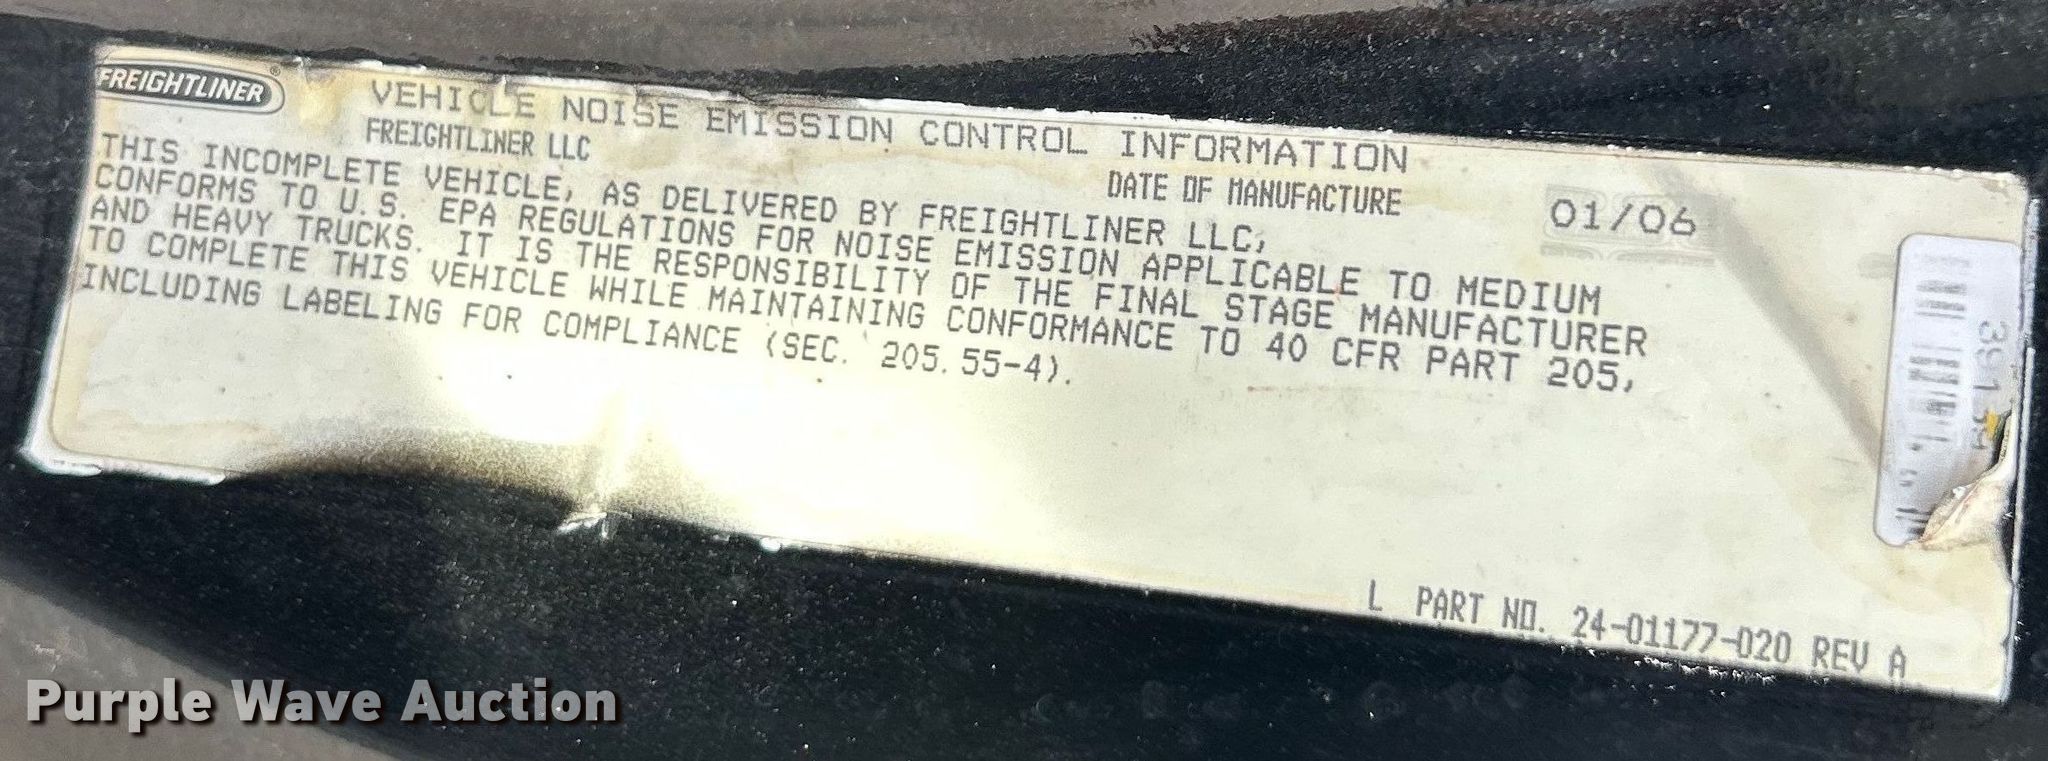 FREIGHTLINER®
VEHICLE NOISE EMISSION CONTROL INFORMATION
FREIGHTLINER LLC
DATE OF MANUFACTURE 01/06
THIS INCOMPLETE VEHICLE, AS DELIVERED BY FREIGHTLINER LLC,
CONFORMS TO U.S. EPA REGULATIONS FOR NOISE EMISSION APPLICABLE TO MEDIUM
AND HEAVY TRUCKS. IT IS THE RESPONSIBILITY OF THE FINAL STAGE MANUFACTURER
TO COMPLETE THIS VEHICLE WHILE MAINTAINING CONFORMANCE TO 40 CFR PART 205,
INCLUDING LABELING FOR COMPLIANCE (SEC. 205.55-4).
L PART NO. 24-01177-020 REV A
Purple Wave Auction